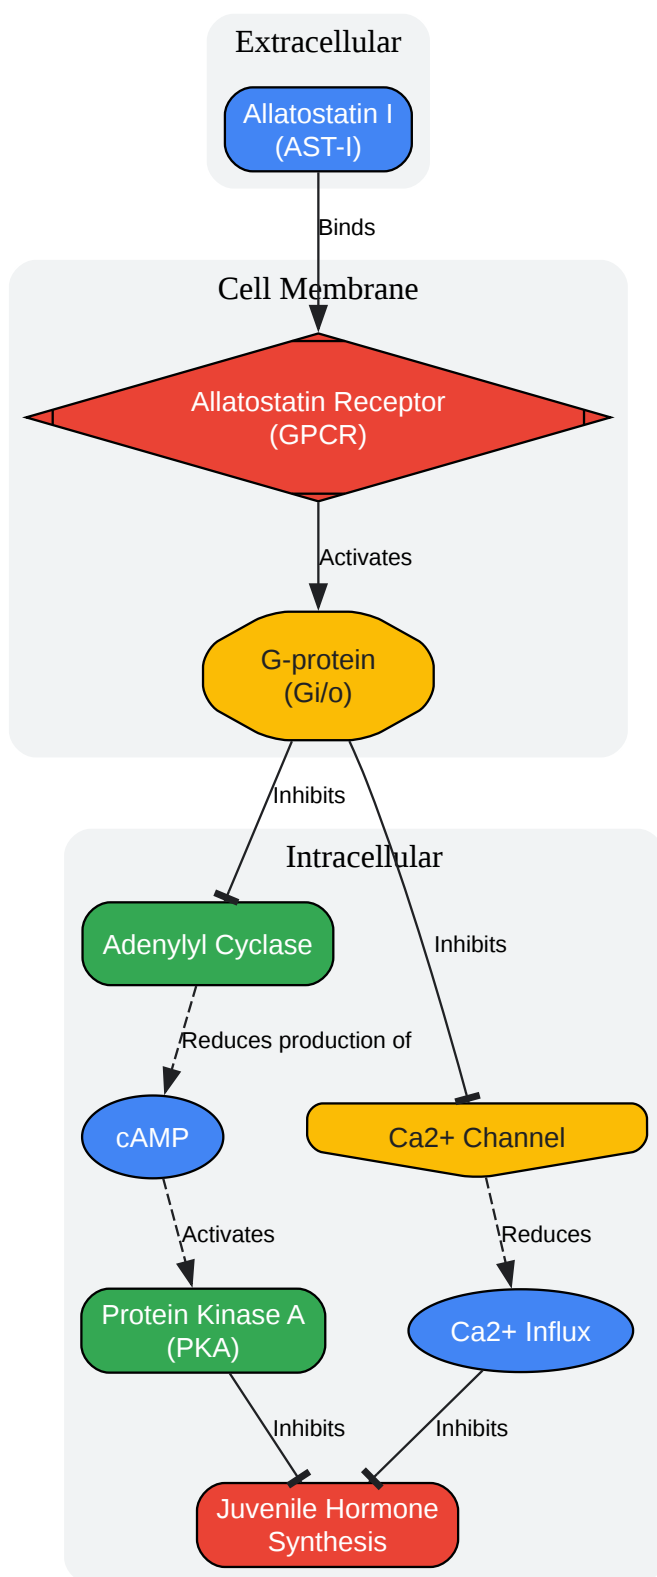 Extracellular
Allatostatin I
(AST-I)
Binds
Cell Membrane
Allatostatin Receptor
(GPCR)
Activates
G-protein
(Gi/o)
Inhibits
Intracellular
Adenylyl Cyclase
Inhibits
Reduces production of
cAMP
Ca2+ Channel
Activates
Reduces
Protein Kinase A
(PKA)
Ca2+ Influx
Inhibits
Inhibits
Juvenile Hormone
Synthesis